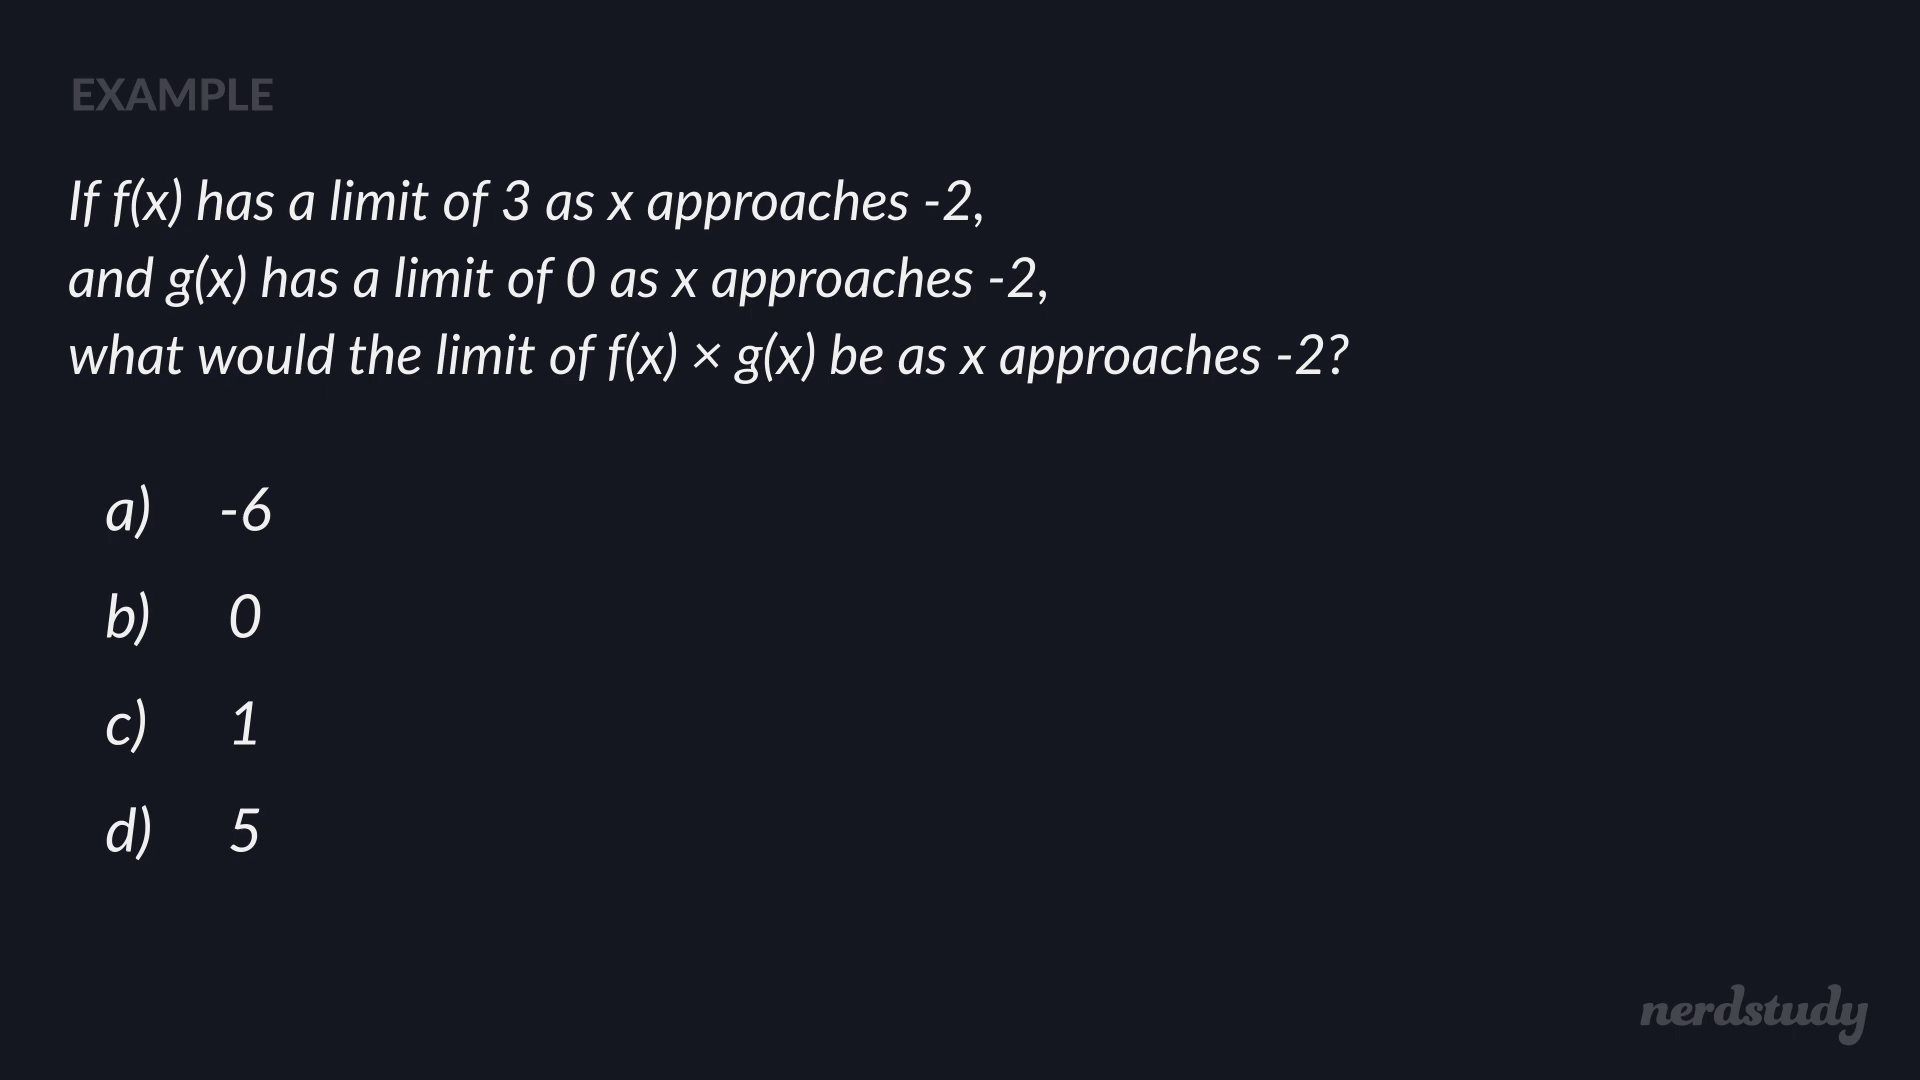 EXAMPLE
If f(x) has a limit of 3 as x approaches -2,
and g(x) has a limit of 0 as x approaches -2,
what would the limit of f(x) × g(x) be as x approaches -2?
a) -6
b) 0
c) 1
d) 5
nerdstudy